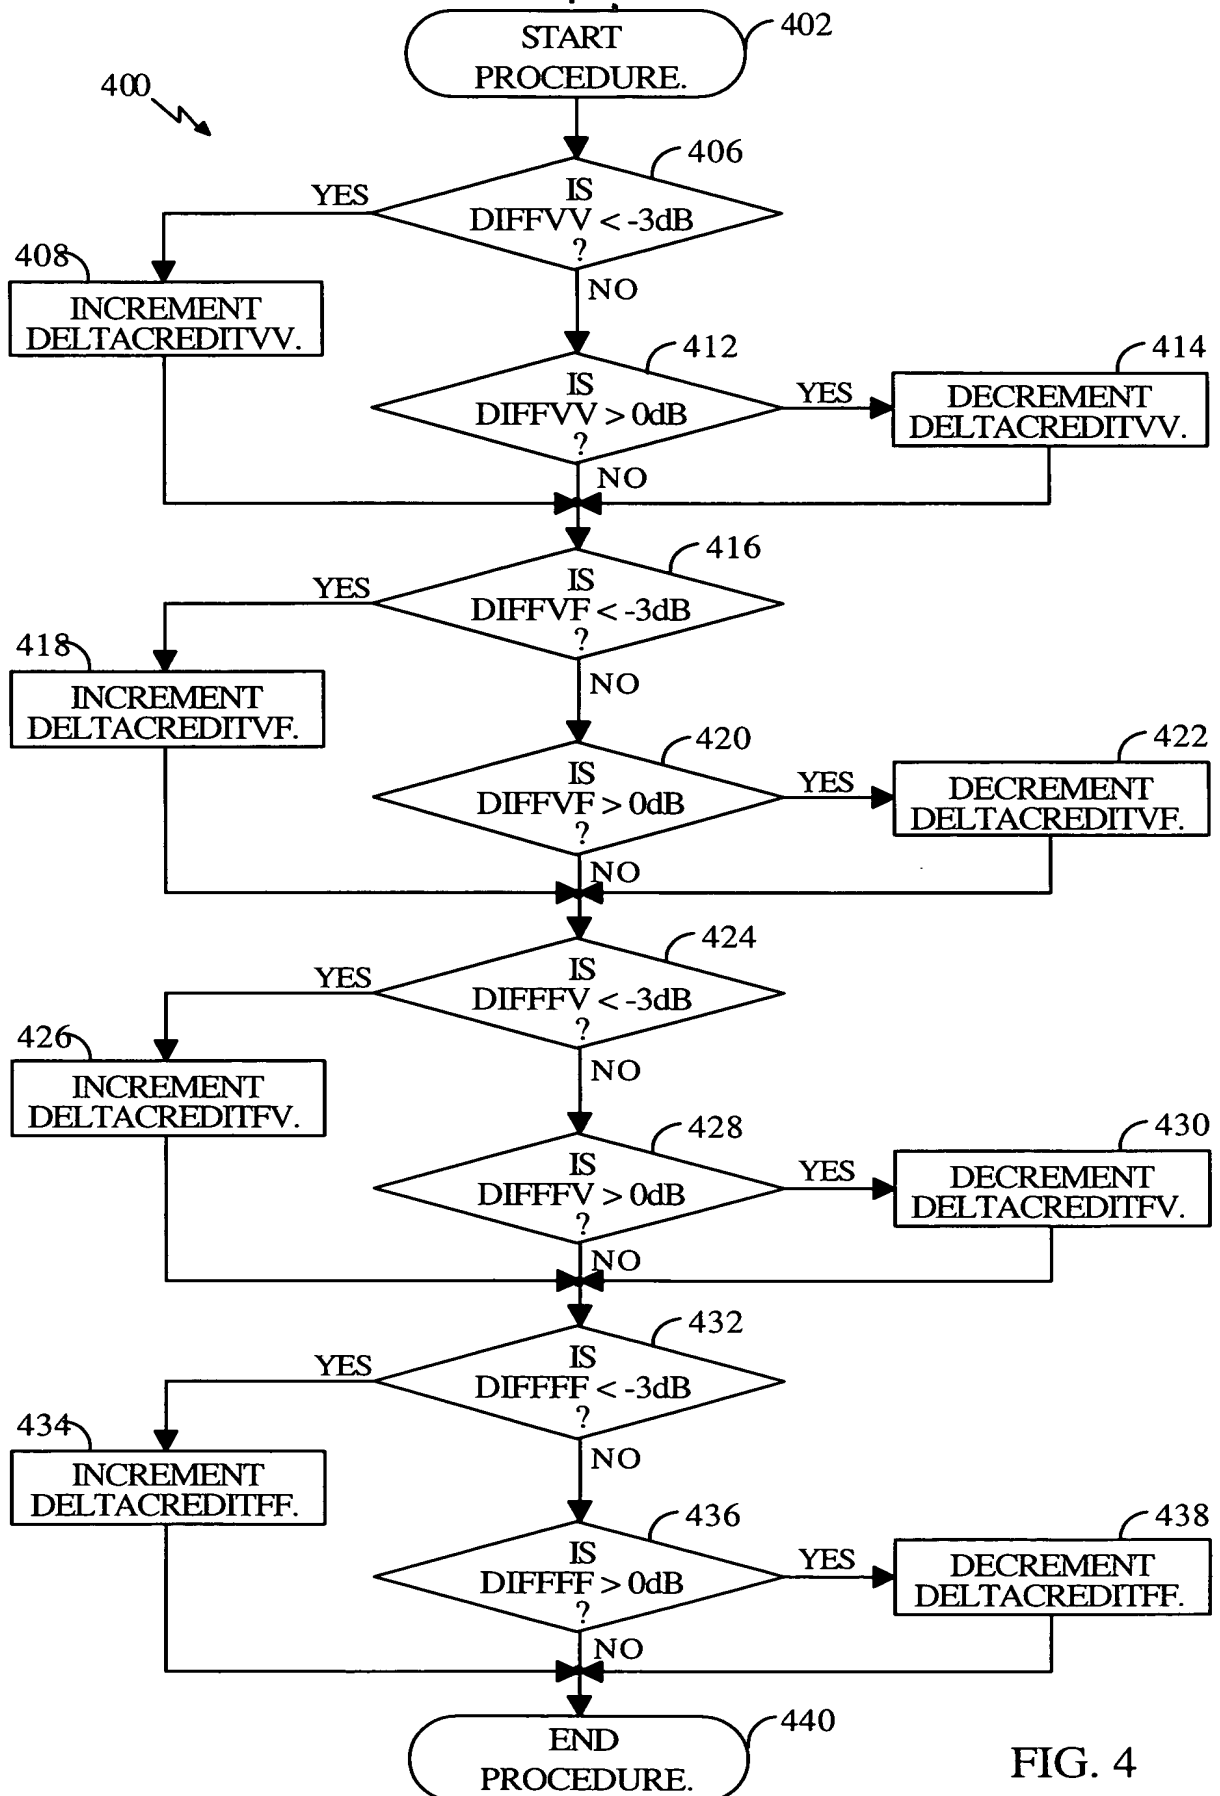 START
PROCEDURE.
402
400
406
IS
DIFFVV < -3dB
?
YES
NO
408
INCREMENT
DELTACREDITVV.
412
IS
DIFFVV > 0dB
?
YES
NO
414
DECREMENT
DELTACREDITVV.
416
IS
DIFFVF < -3dB
?
YES
NO
418
INCREMENT
DELTACREDITVF.
420
IS
DIFFVF > 0dB
?
YES
NO
422
DECREMENT
DELTACREDITVF.
424
IS
DIFFFV < -3dB
?
YES
NO
426
INCREMENT
DELTACREDITFV.
428
IS
DIFFFV > 0dB
?
YES
NO
430
DECREMENT
DELTACREDITFV.
432
IS
DIFFFF < -3dB
?
YES
NO
434
INCREMENT
DELTACREDITFF.
436
IS
DIFFFF > 0dB
?
YES
NO
438
DECREMENT
DELTACREDITFF.
440
END
PROCEDURE.
FIG. 4